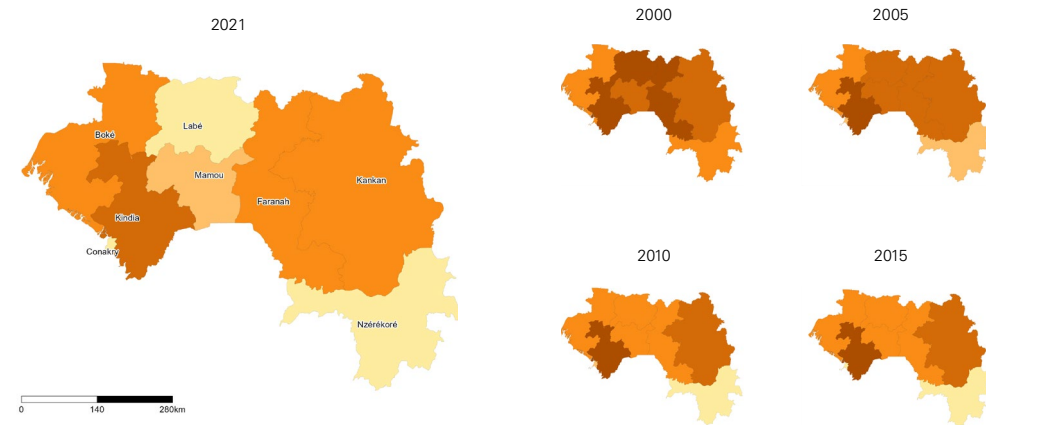 2021
2000
2005
Boké
Labé
Mamou
Kankan
Faranah
Kindia
Conakry
2010
2015
Nzérékoré
0 140 280km